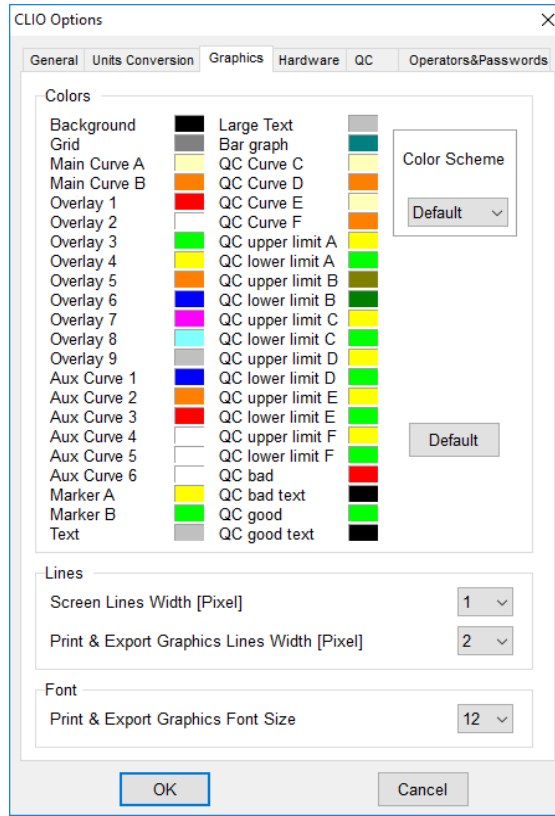 CLIO Options
General Units Conversion Graphics Hardware QC Operators&Passwords
Colors
Background
Grid
Main Curve A
Main Curve B
Overlay 1
Overlay 2
Overlay 3
Overlay 4
Overlay 5
Overlay 6
Overlay 7
Overlay 8
Overlay 9
Aux Curve 1
Aux Curve 2
Aux Curve 3
Aux Curve 4
Aux Curve 5
Aux Curve 6
Marker A
Marker B
Text
Large Text
Bar graph
QC Curve C
QC Curve D
QC Curve E
QC Curve F
QC upper limit A
QC lower limit A
QC upper limit B
QC lower limit B
QC upper limit C
QC lower limit C
QC upper limit D
QC lower limit D
QC upper limit E
QC lower limit E
QC upper limit F
QC lower limit F
QC bad
QC bad text
QC good
QC good text
Color Scheme
Default
Default
Lines
Screen Lines Width [Pixel] 1
Print & Export Graphics Lines Width [Pixel] 2
Font
Print & Export Graphics Font Size 12
OK Cancel